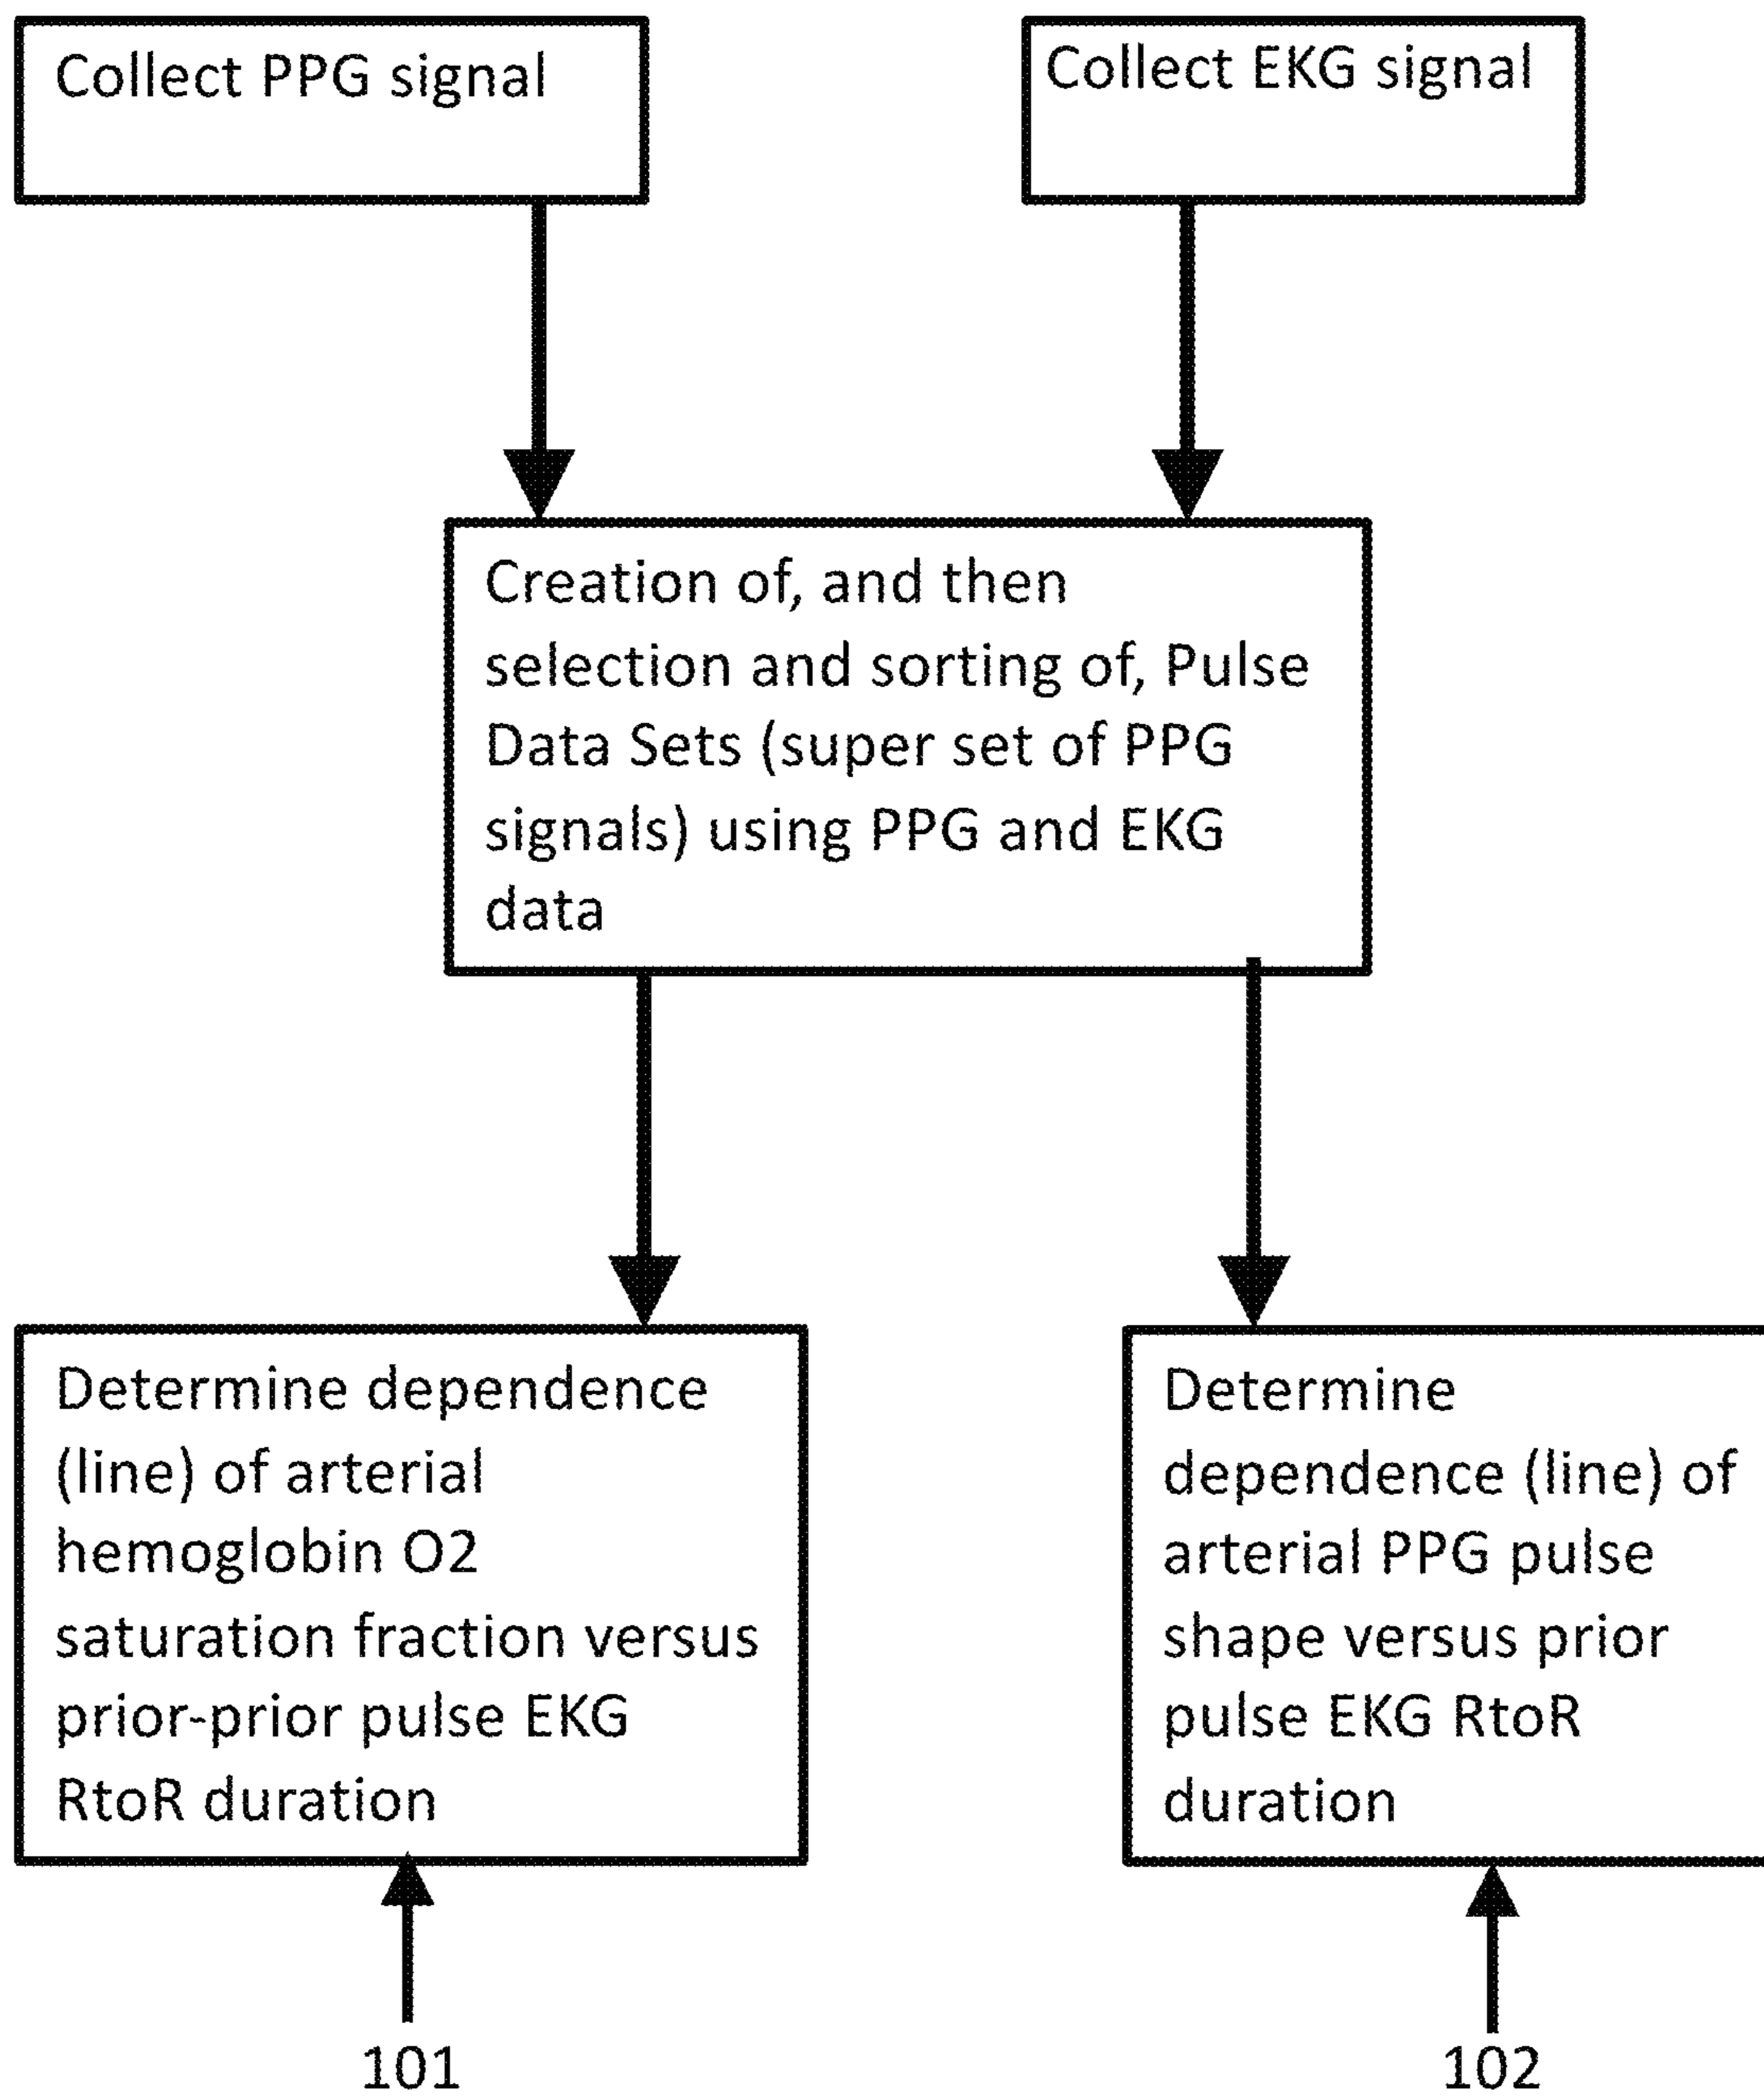 Collect PPG signal
Collect EKG signal
Creation of, and then
selection and sorting of, Pulse
Data Sets (super set of PPG
signals) using PPG and EKG
data
Determine dependence
(line) of arterial
hemoglobin O2
saturation fraction versus
prior-prior pulse EKG
RtoR duration
Determine
dependence (line) of
arterial PPG pulse
shape versus prior
pulse EKG RtoR
duration
101
102